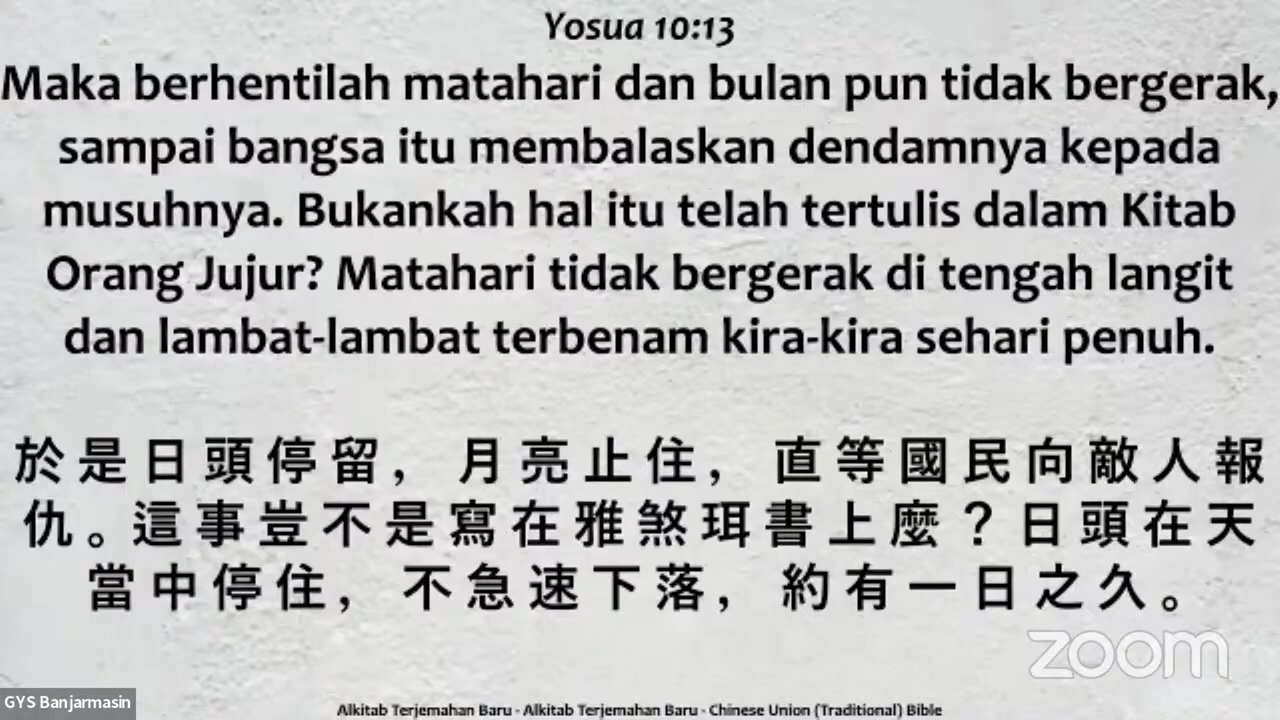 Yosua 10:13
Maka berhentilah matahari dan bulan pun tidak bergerak,
sampai bangsa itu membalaskan dendamnya kepada
musuhnya. Bukankah hal itu telah tertulis dalam Kitab
Orang Jujur? Matahari tidak bergerak di tengah langit
dan lambat-lambat terbenam kira-kira sehari penuh.
於是日頭停留，月亮止住，直等國民向敵人報
仇。這事豈不是寫在雅煞珥書上麼？日頭在天
當中停住，不急速下落，約有一日之久。
zoom
GYS Banjarmasin
Alkitab Terjemahan Baru - Alkitab Terjemahan Baru - Chinese Union (Traditional) Bible